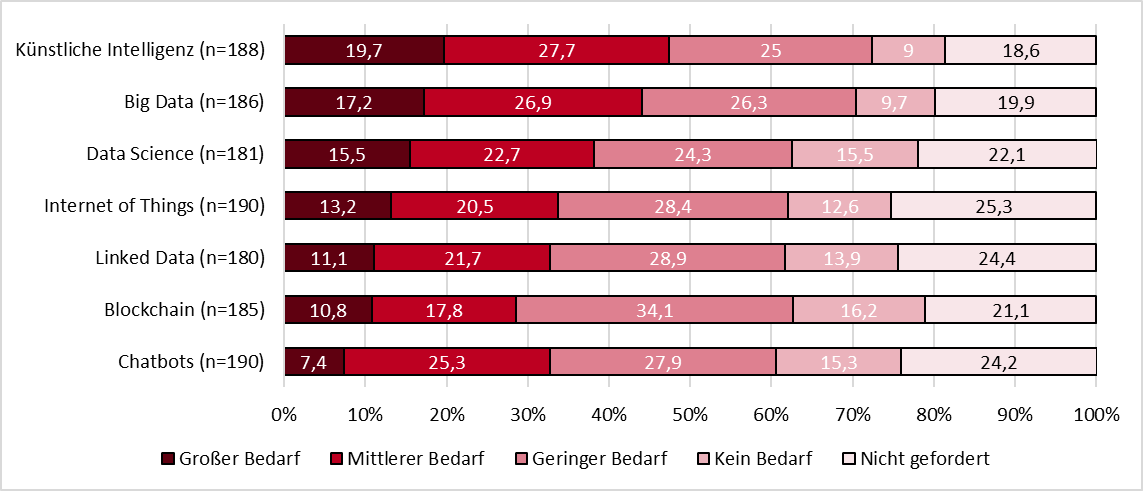 Künstliche Intelligenz (n=188) 19,7 27,7 25 9 18,6
Big Data (n=186) 17,2 26,9 26,3 9,7 19,9
Data Science (n=181) 15,5 22,7 24,3 15,5 22,1
Internet of Things (n=190) 13,2 20,5 28,4 12,6 25,3
Linked Data (n=180) 11,1 21,7 28,9 13,9 24,4
Blockchain (n=185) 10,8 17,8 34,1 16,2 21,1
Chatbots (n=190) 7,4 25,3 27,9 15,3 24,2
0% 10% 20% 30% 40% 50% 60% 70% 80% 90% 100%
Großer Bedarf Mittlerer Bedarf Geringer Bedarf Kein Bedarf Nicht gefordert